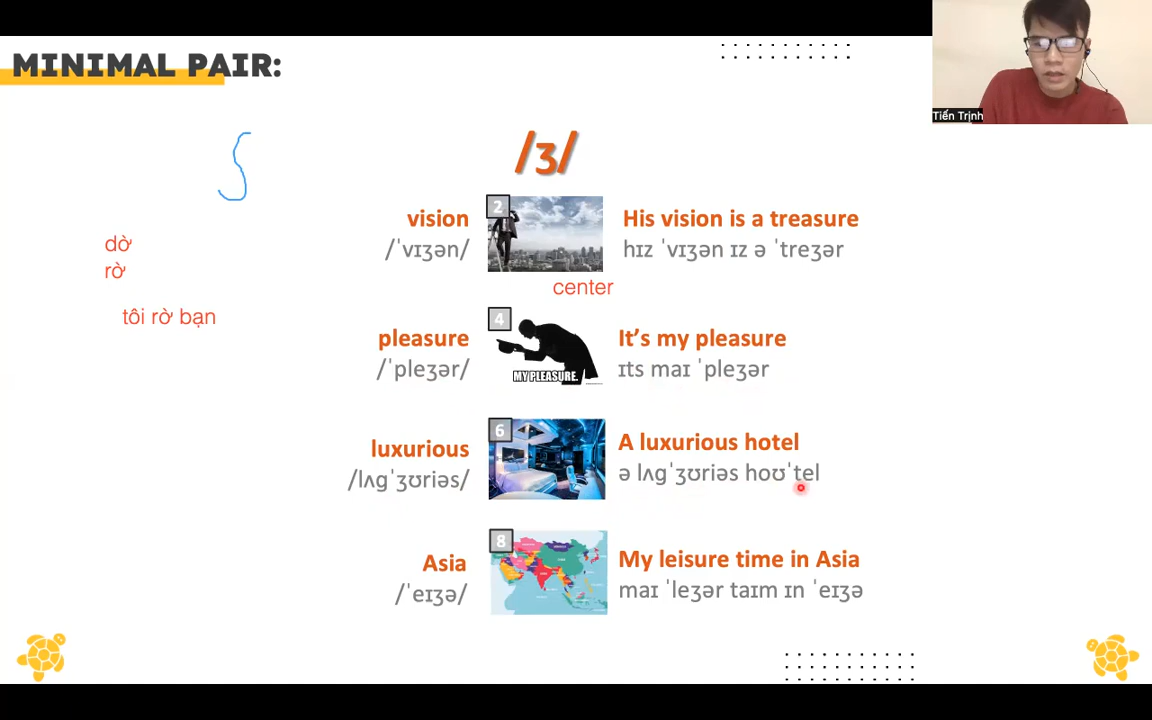 MINIMAL PAIR:
Tiến Trịnh
/ʒ/
dờ
rờ
tôi rờ bạn
vision
/ˈvɪʒən/
2
His vision is a treasure
hɪz ˈvɪʒən ɪz ə ˈtreʒər
center
pleasure
/ˈpleʒər/
4
MY PLEASURE.
It’s my pleasure
ɪts maɪ ˈpleʒər
luxurious
/lʌgˈʒʊriəs/
6
A luxurious hotel
ə lʌgˈʒʊriəs hoʊˈtel
Asia
/ˈeɪʒə/
8
My leisure time in Asia
maɪ ˈleʒər taɪm ɪn ˈeɪʒə